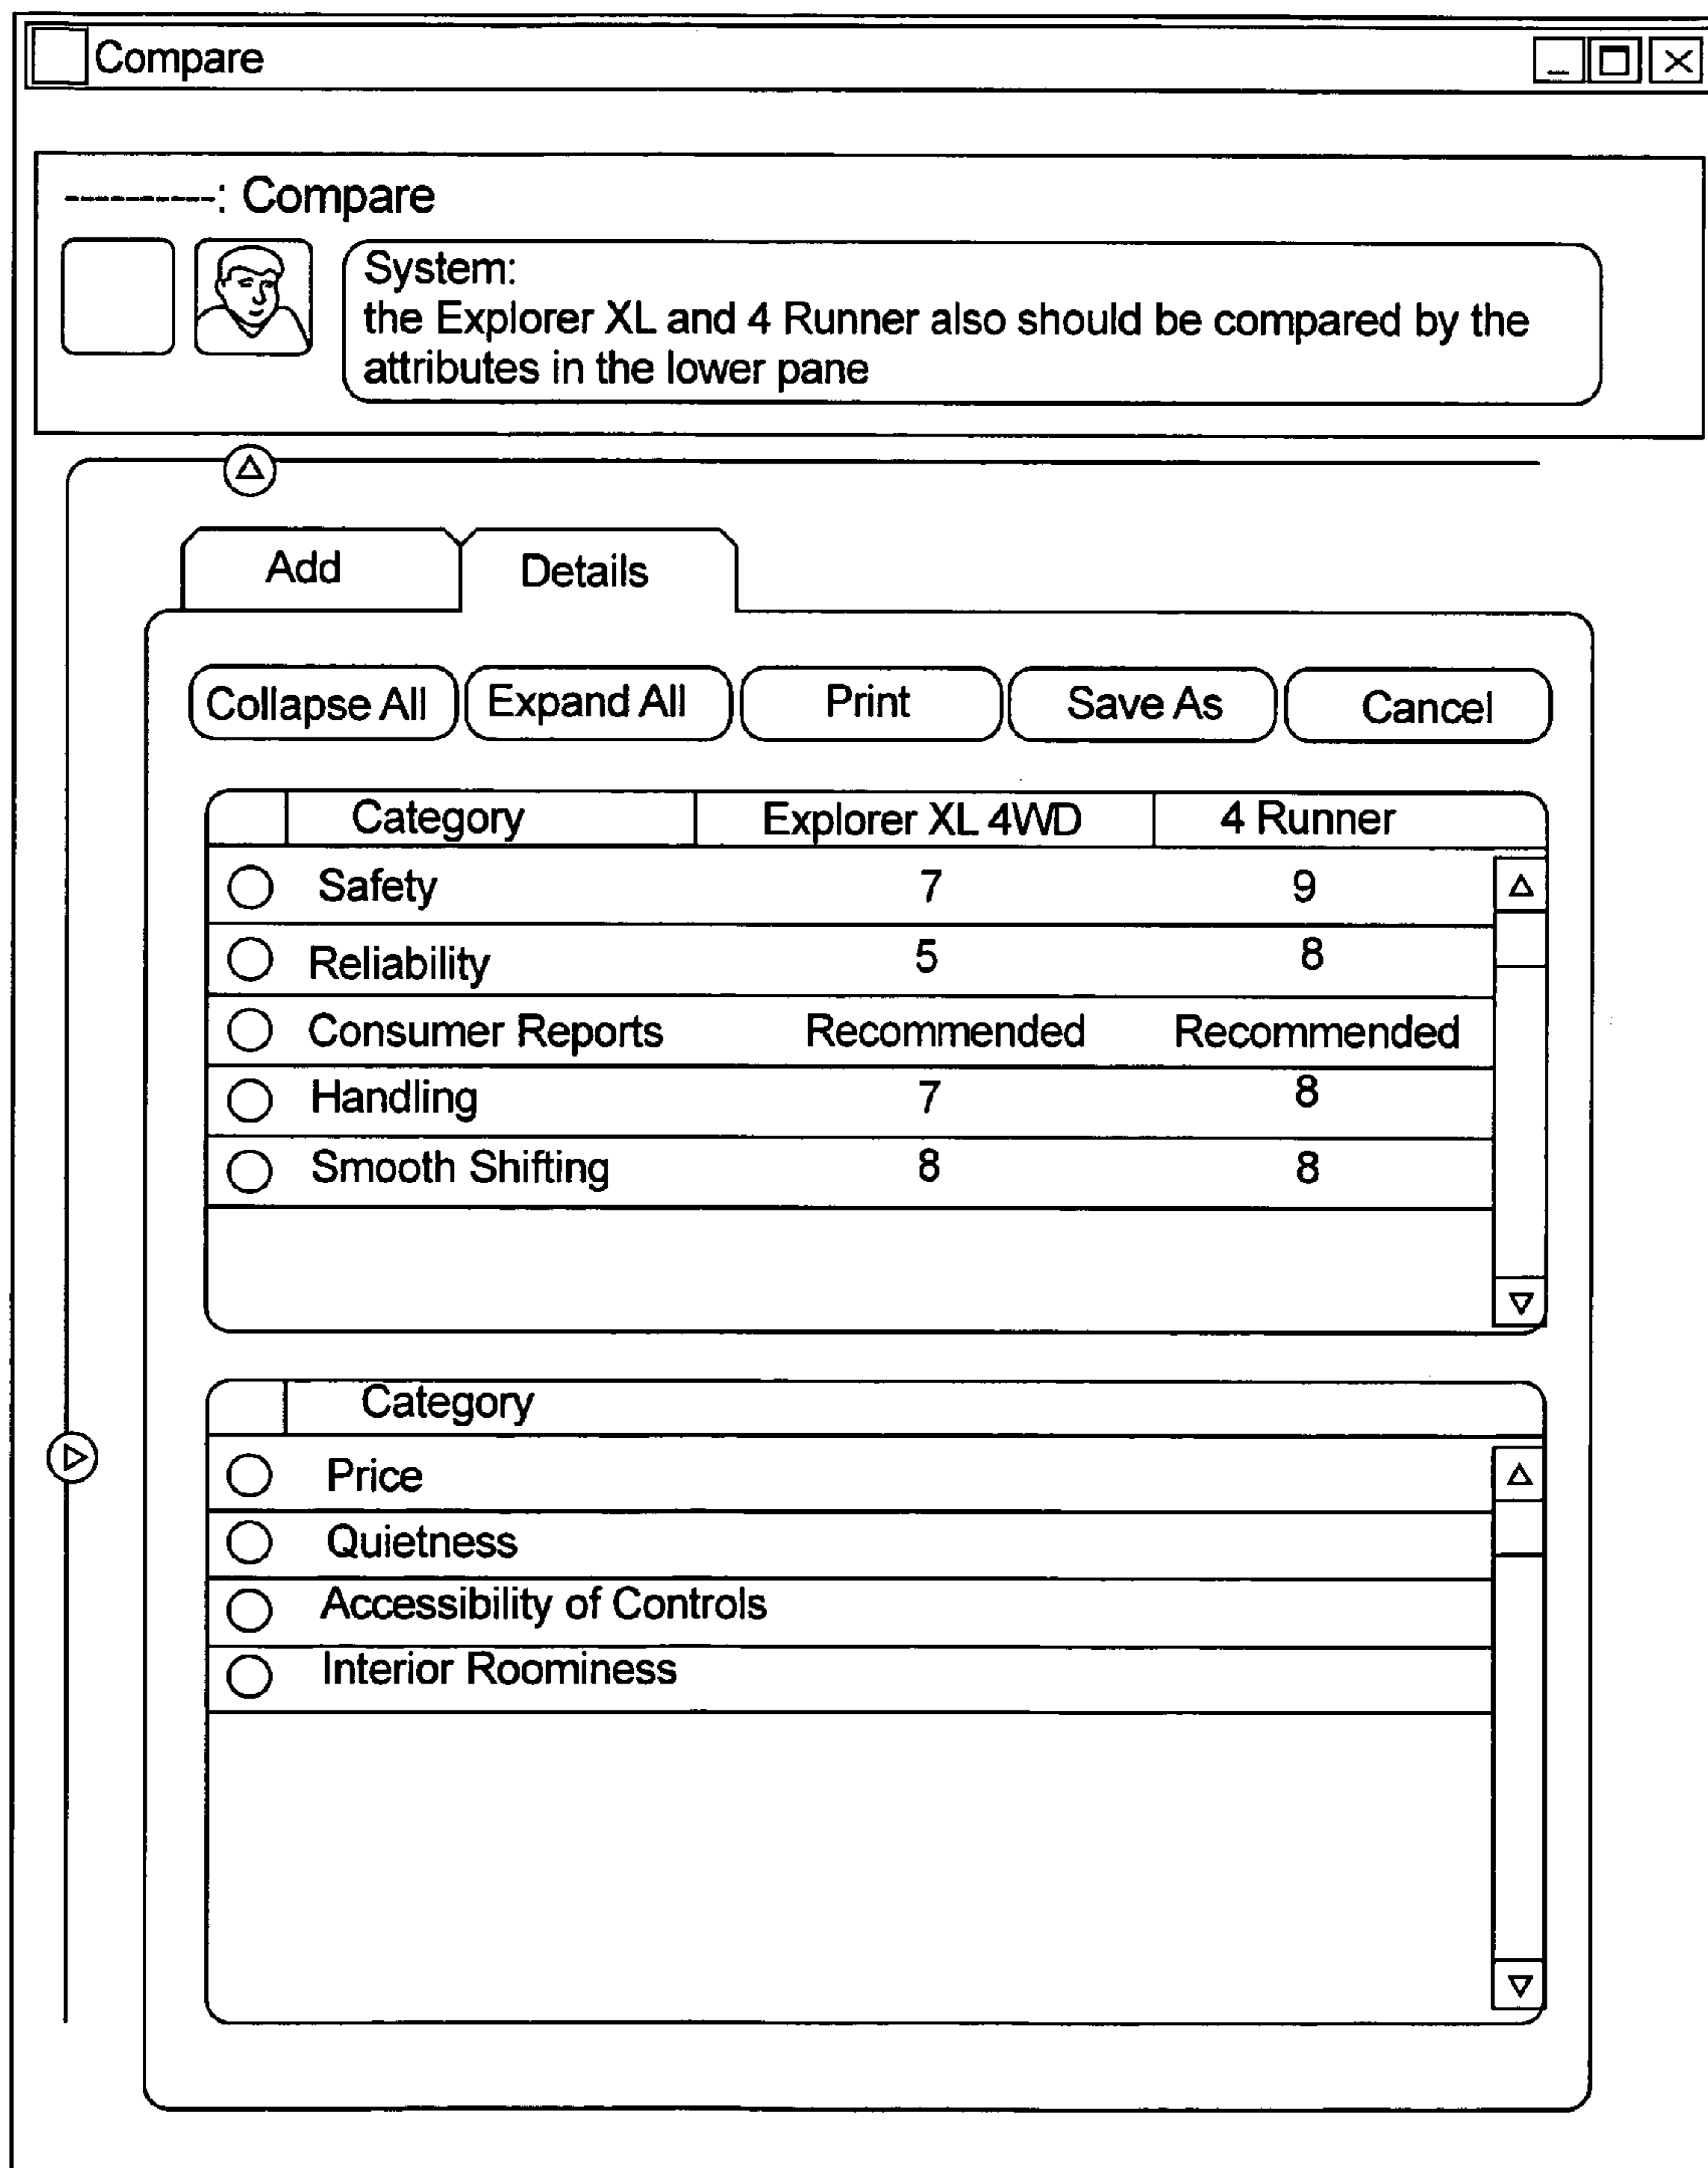 Compare
---------: Compare
System:
the Explorer XL and 4 Runner also should be compared by the
attributes in the lower pane
Add Details
Collapse All Expand All Print Save As Cancel
Category Explorer XL 4WD 4 Runner
Safety 7 9
Reliability 5 8
Consumer Reports Recommended Recommended
Handling 7 8
Smooth Shifting 8 8
Category
Price
Quietness
Accessibility of Controls
Interior Roominess